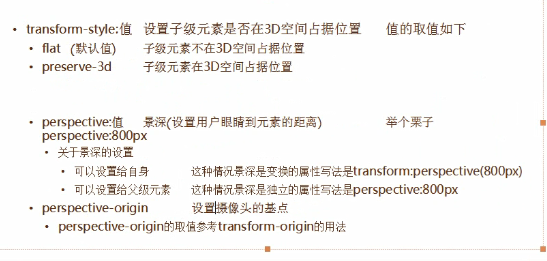 transform-style:值 设置子级元素是否在3D空间占据位置 值的取值如下
flat (默认值) 子级元素不在3D空间占据位置
preserve-3d 子级元素在3D空间占据位置
perspective:值 景深(设置用户眼睛到元素的距离) 举个栗子
perspective:800px
关于景深的设置
可以设置给自身 这种情况景深是变换的属性写法是transform:perspective(800px)
可以设置给父级元素 这种情况景深是独立的属性写法是perspective:800px
perspective-origin 设置摄像头的基点
perspective-origin的取值参考transform-origin的用法